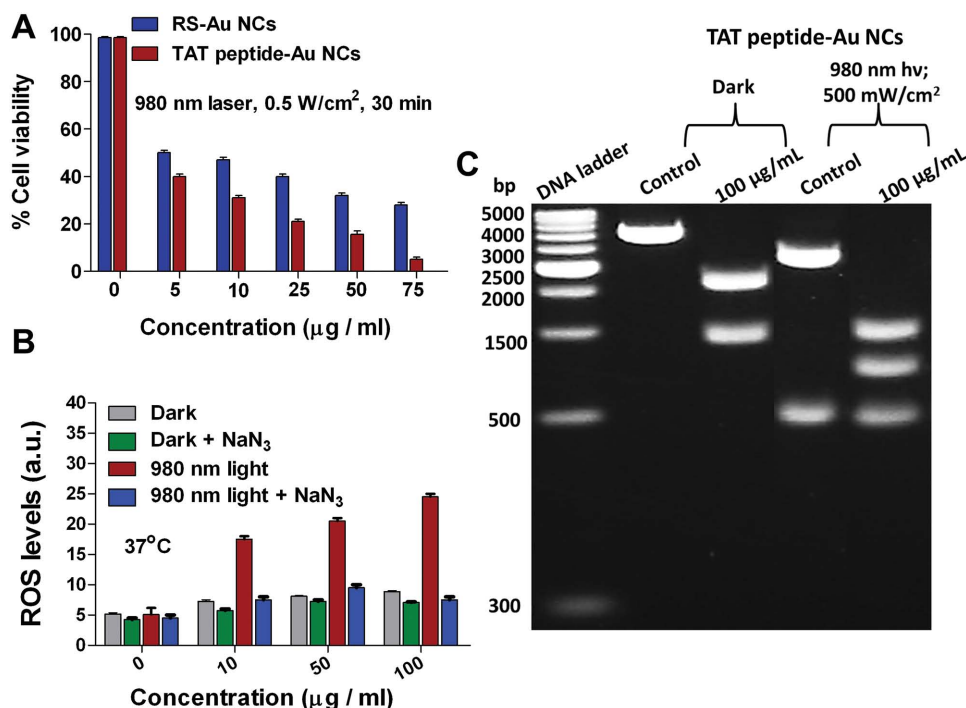 A
RS-Au NCs
TAT peptide-Au NCs
980 nm laser, 0.5 W/cm², 30 min
% Cell viability
100
80
60
40
20
0
0 5 10 25 50 75
Concentration (μg / ml)
B
Dark
Dark + NaN₃
980 nm light
980 nm light + NaN₃
37°C
ROS levels (a.u.)
40
35
30
25
20
15
10
5
0
0 10 50 100
Concentration (μg / ml)
TAT peptide-Au NCs
Dark
980 nm hν;
500 mW/cm²
C
bp
DNA ladder
Control
100 μg/mL
Control
100 μg/mL
5000
4000
3000
2500
2000
1500
500
300